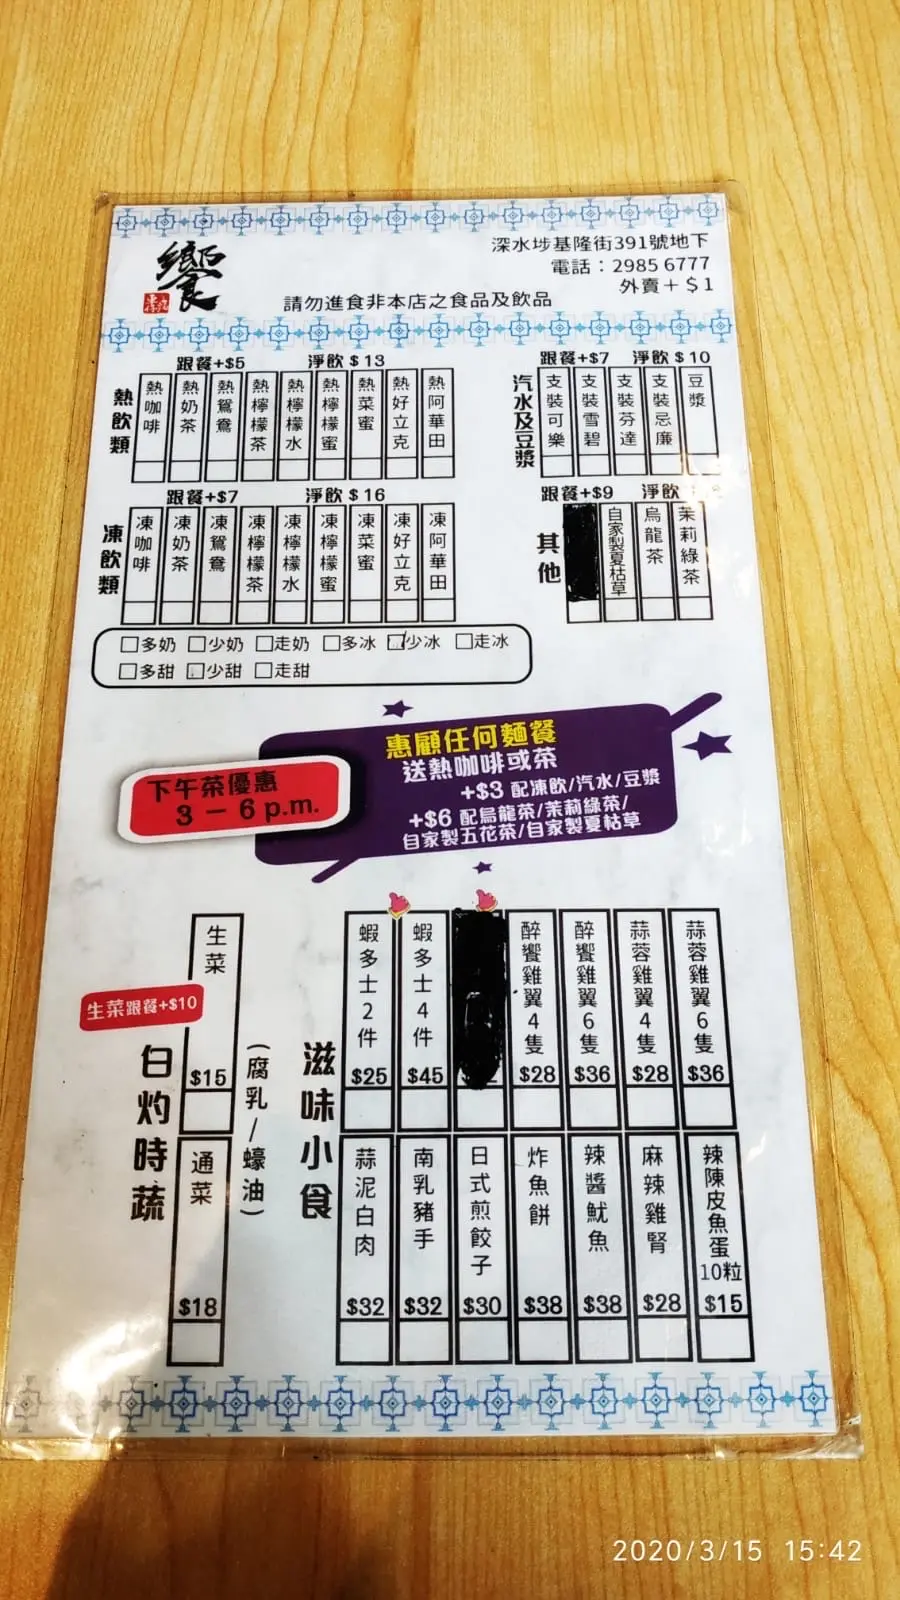 饗
深水埗基隆街391號地下
電話：2985 6777
外賣＋＄1
請勿進食非本店之食品及飲品
熱飲類
跟餐+$5 淨飲＄13
熱咖啡
熱奶茶
熱鴛鴦
熱檸檬茶
熱檸檬水
熱檸檬蜜
熱菜蜜
熱好立克
熱阿華田
汽水及豆漿
跟餐+$7 淨飲＄10
支裝可樂
支裝雪碧
支裝芬達
支裝忌廉
豆漿
凍飲類
跟餐+$7 淨飲＄16
凍咖啡
凍奶茶
凍鴛鴦
凍檸檬茶
凍檸檬水
凍檸檬蜜
凍菜蜜
凍好立克
凍阿華田
其他
跟餐+$9 淨飲
自家製夏枯草
烏龍茶
茉莉綠茶
多奶 少奶 走奶 多冰 少冰 走冰
多甜 少甜 走甜
下午茶優惠
3 － 6 p.m.
惠顧任何麵餐
送熱咖啡或茶
+$3 配凍飲/汽水/豆漿
+$6 配烏龍茶/茉莉綠茶/
自家製五花茶/自家製夏枯草
白灼時蔬
生菜跟餐+$10
生菜
$15
通菜
$18
(腐乳/蠔油)
滋味小食
蝦多士2件
$25
蝦多士4件
$45
醉饗雞翼4隻
$28
醉饗雞翼6隻
$36
蒜蓉雞翼4隻
$28
蒜蓉雞翼6隻
$36
蒜泥白肉
$32
南乳豬手
$32
日式煎餃子
$30
炸魚餅
$38
辣醬魷魚
$38
麻辣雞腎
$28
辣陳皮魚蛋10粒
$15
2020/3/15 15:42